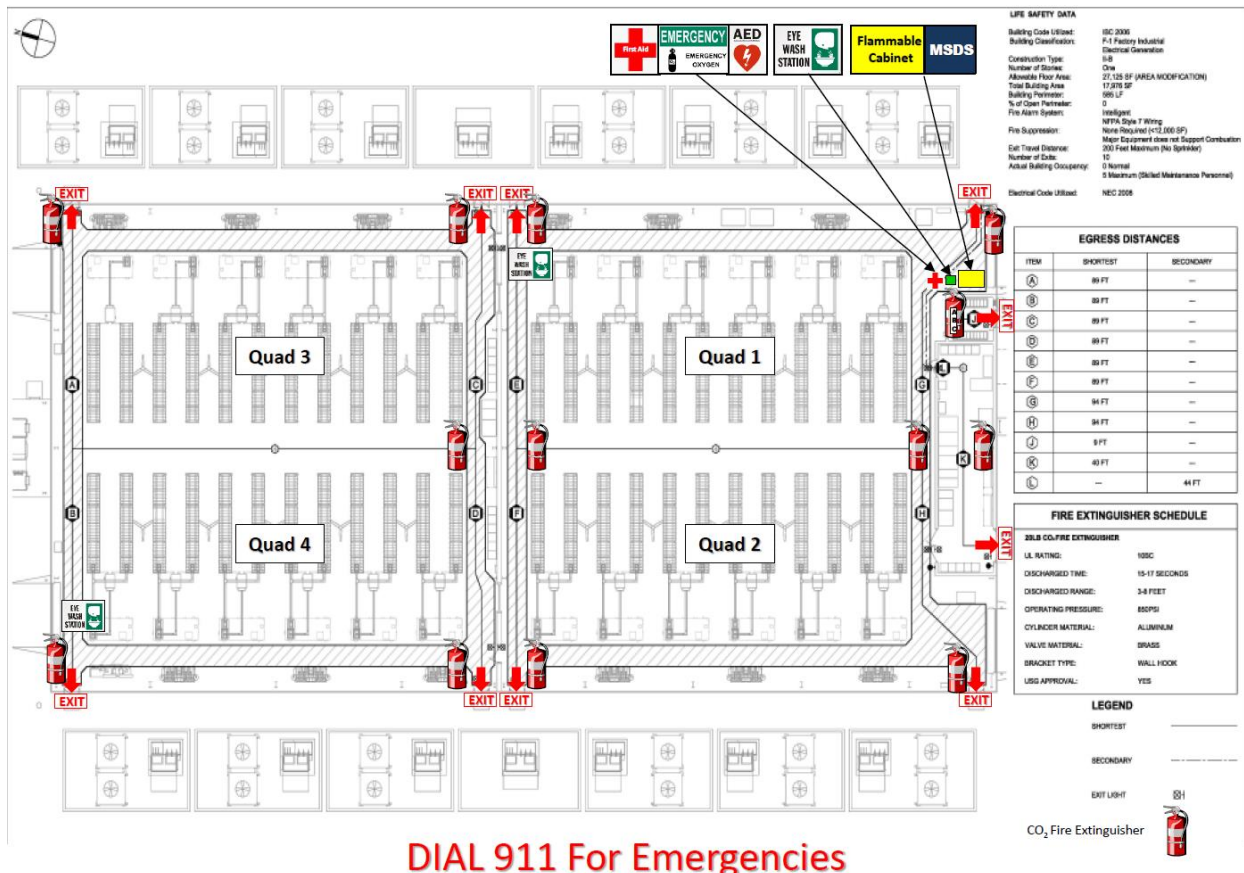 N
First Aid
EMERGENCY
EMERGENCY
OXYGEN
AED
EYE
WASH
STATION
Flammable
Cabinet
MSDS
LIFE SAFETY DATA
Building Code Utilized: IBC 2006
Building Classification: F-1 Factory Industrial
Electrical Generation
Construction Type: II-B
Number of Stories: One
Allowable Floor Area: 27,125 SF (AREA MODIFICATION)
Total Building Area 17,976 SF
Building Perimeter: 585 LF
% of Open Perimeter: 0
Fire Alarm System: Intelligent
NFPA Style 7 Wiring
Fire Suppression: None Required (<12,000 SF)
Major Equipment does not Support Combustion
Exit Travel Distance: 200 Feet Maximum (No Sprinkler)
Number of Exits: 10
Actual Building Occupancy: 0 Normal
5 Maximum (Skilled Maintenance Personnel)
Electrical Code Utilized: NEC 2008
EXIT
EXIT EXIT
EXIT
EYE
WASH
STATION
ABC
J
EXIT
Quad 3
Quad 1
L
A
C
E
G
K
B
D
F
H
Quad 4
Quad 2
EXIT
EYE
WASH
STATION
EXIT
EXIT EXIT
EXIT
EGRESS DISTANCES
ITEM SHORTEST SECONDARY
A 89 FT —
B 89 FT —
C 89 FT —
D 89 FT —
E 89 FT —
F 89 FT —
G 94 FT —
H 94 FT —
J 9 FT —
K 40 FT —
L — 44 FT
FIRE EXTINGUISHER SCHEDULE
20LB CO₂ FIRE EXTINGUISHER
UL RATING: 10BC
DISCHARGED TIME: 15-17 SECONDS
DISCHARGED RANGE: 3-8 FEET
OPERATING PRESSURE: 850PSI
CYLINDER MATERIAL: ALUMINUM
VALVE MATERIAL: BRASS
BRACKET TYPE: WALL HOOK
USG APPROVAL: YES
LEGEND
SHORTEST
SECONDARY
EXIT LIGHT
CO₂ Fire Extinguisher
DIAL 911 For Emergencies